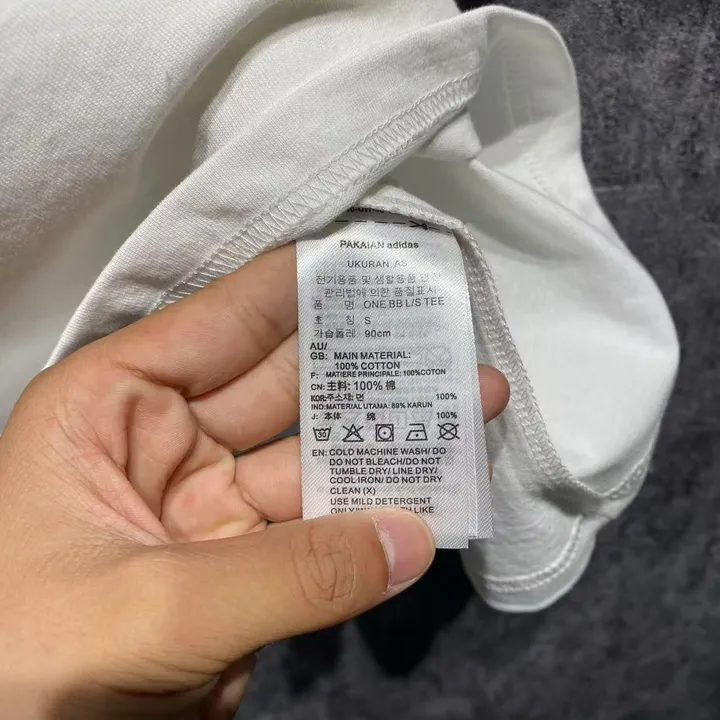 PAKAIAN adidas
UKURAN AS
전기용품 및 생활용품 안전
관리법에 의한 품질표시
품 명 ONE BB L/S TEE
호 칭 S
가슴둘레 90cm
AU/
GB: MAIN MATERIAL:
100% COTTON
F: MATIERE PRINCIPALE: 100%COTON
CN: 主料: 100% 棉
KOR:주소재: 면 100%
IND:MATERIAL UTAMA: 89% KARUN
J: 本体 綿 100%
30
EN: COLD MACHINE WASH/ DO
DO NOT BLEACH/ DO NOT
TUMBLE DRY/ LINE DRY/
COOL IRON/ DO NOT DRY
CLEAN (X)
USE MILD DETERGENT
LIKE